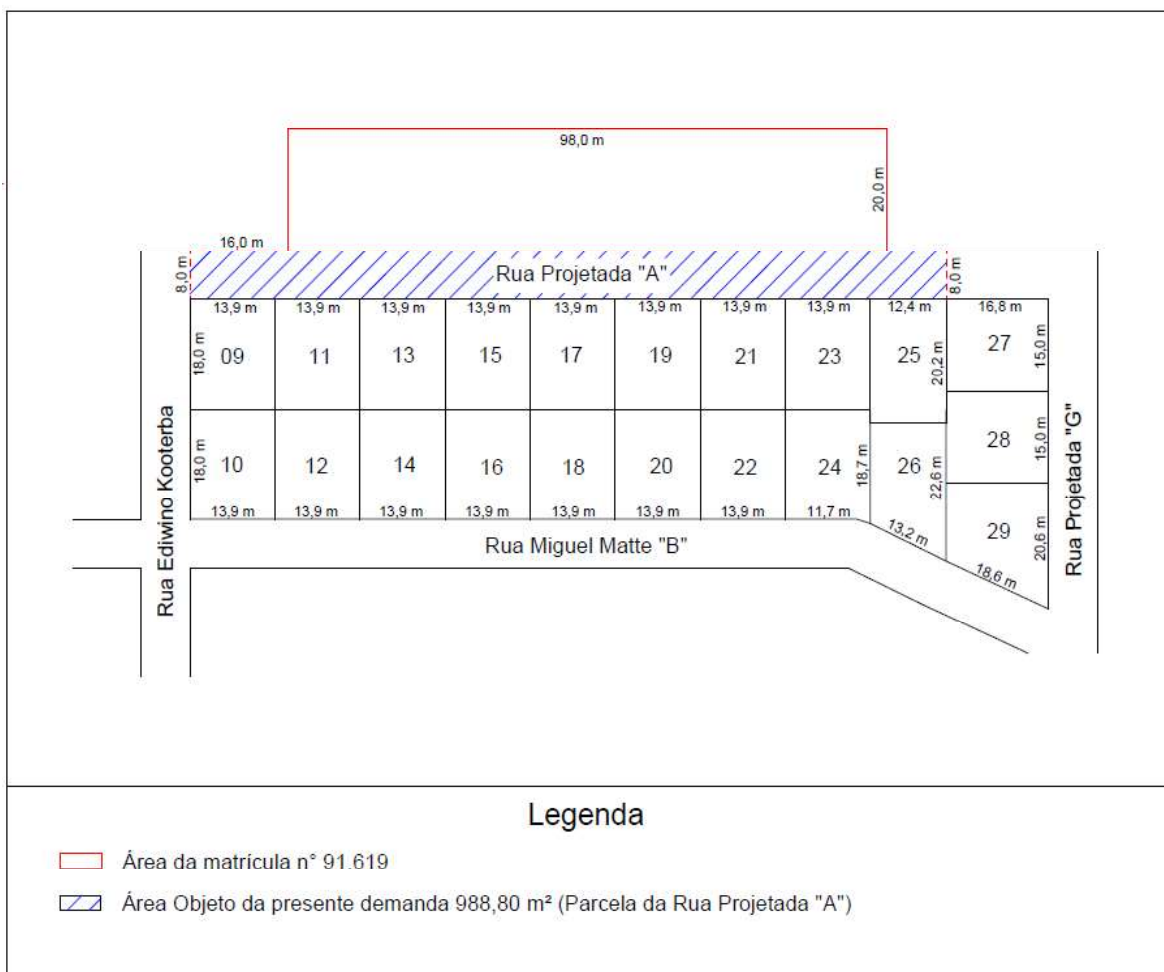 98,0 m
20,0 m
16,0 m
8,0 m
Rua Projetada "A"
8,0 m
13,9 m
13,9 m
13,9 m
13,9 m
13,9 m
13,9 m
13,9 m
13,9 m
12,4 m
16,8 m
18,0 m
09
11
13
15
17
19
21
23
25
20,2 m
27
15,0 m
18,0 m
10
12
14
16
18
20
22
24
18,7 m
26
22,6 m
28
15,0 m
29
20,6 m
13,9 m
13,9 m
13,9 m
13,9 m
13,9 m
13,9 m
13,9 m
11,7 m
13,2 m
18,6 m
Rua Ediwino Kooterba
Rua Miguel Matte "B"
Rua Projetada "G"
Legenda
Área da matrícula n° 91.619
Área Objeto da presente demanda 988,80 m² (Parcela da Rua Projetada "A")